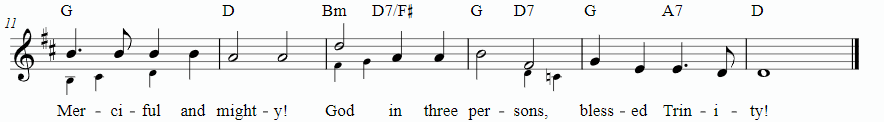 G D Bm D7/F♯ G D7 G A7 D
11
Mer - ci - ful and might - y! God in three per - sons, bless - ed Trin - i - ty!